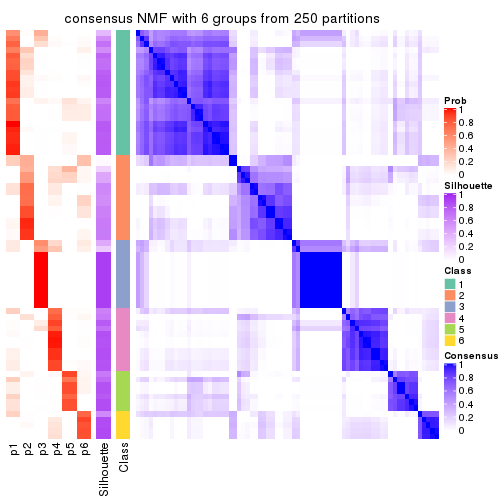 consensus NMF with 6 groups from 250 partitions
Prob
1
0.8
0.6
0.4
0.2
0
Silhouette
1
0.8
0.6
0.4
0.2
0
Class
1
2
3
4
5
6
Consensus
1
0.8
0.6
0.4
0.2
0
p1
p2
p3
p4
p5
p6
Silhouette
Class